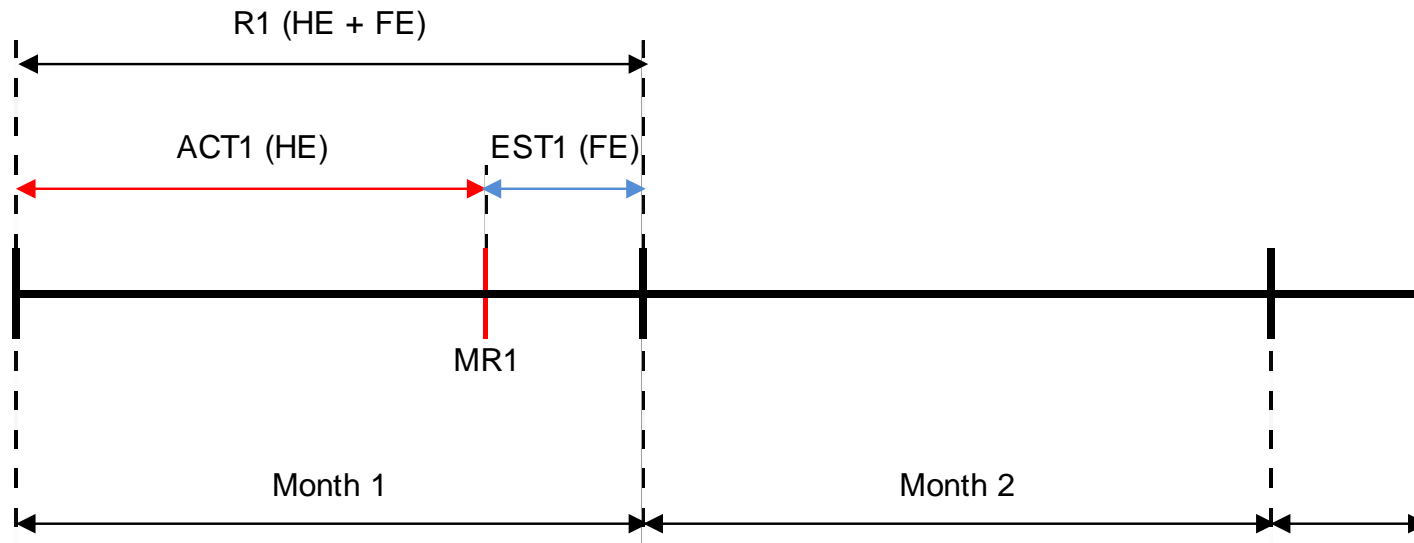 R1 (HE + FE)
ACT1 (HE)
EST1 (FE)
MR1
Month 1
Month 2